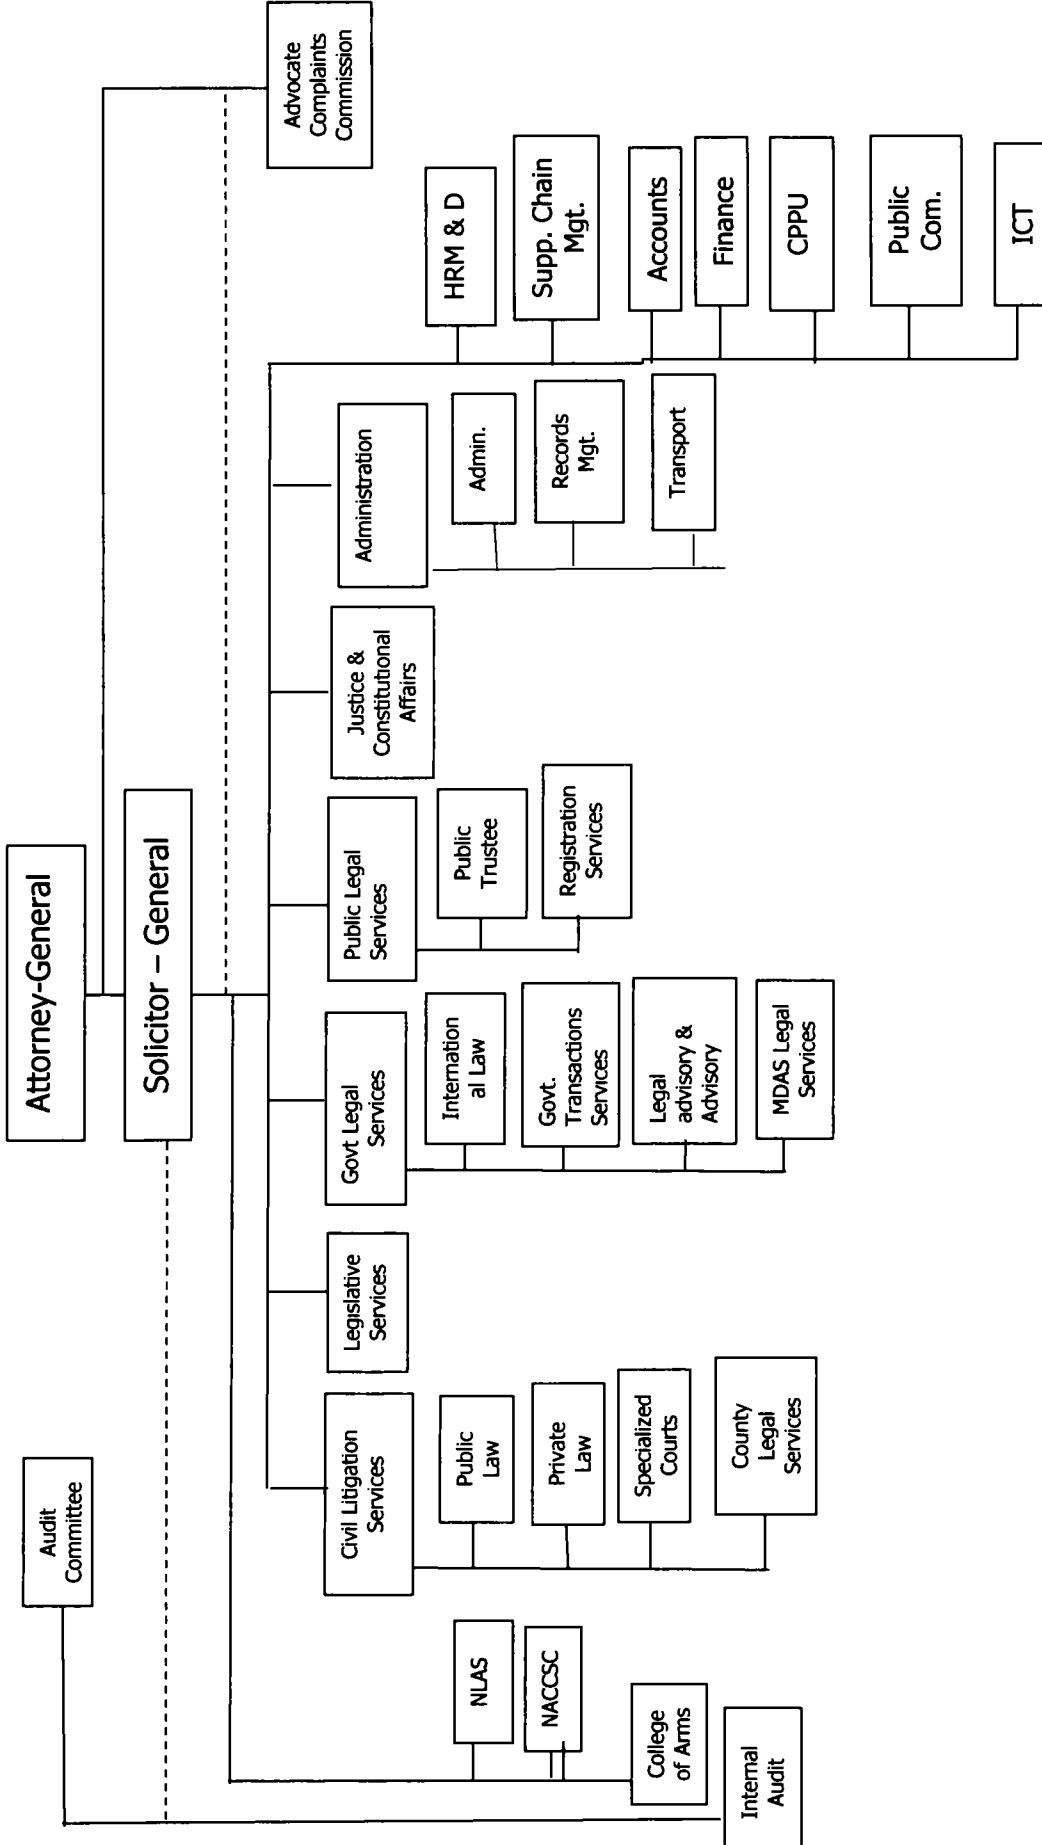 Attorney-General
Solicitor – General
Audit
Committee
Advocate
Complaints
Commission
Civil Litigation
Services
Public
Law
Private
Law
Specialized
Courts
County
Legal
Services
Legislative
Services
Govt Legal
Services
Internation
al Law
Govt.
Transactions
Services
Legal
advisory &
Advisory
MDAS Legal
Services
Public Legal
Services
Public
Trustee
Registration
Services
Justice &
Constitutional
Affairs
Administration
Admin.
Records
Mgt.
Transport
HRM & D
Supp. Chain
Mgt.
Accounts
Finance
CPPU
Public
Com.
ICT
NLAS
NACCSC
College
of Arms
Internal
Audit